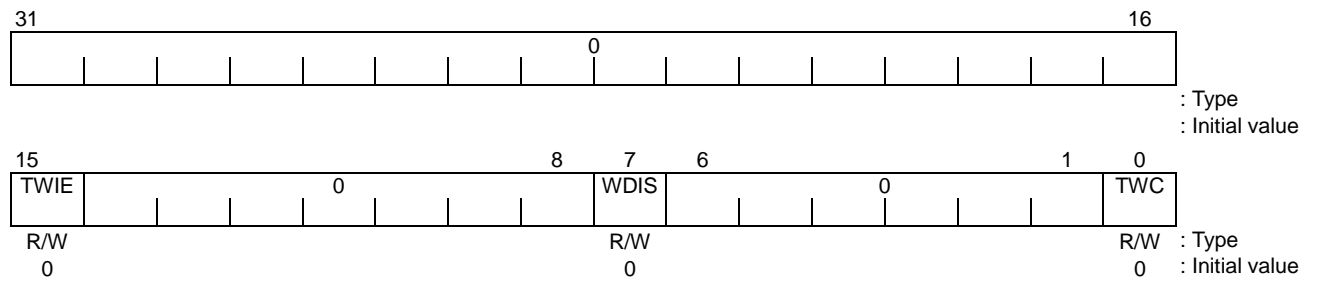 31 16
0
: Type
: Initial value
15 8 7 6 1 0
TWIE 0 WDIS 0 TWC
R/W R/W R/W : Type
0 0 0 : Initial value